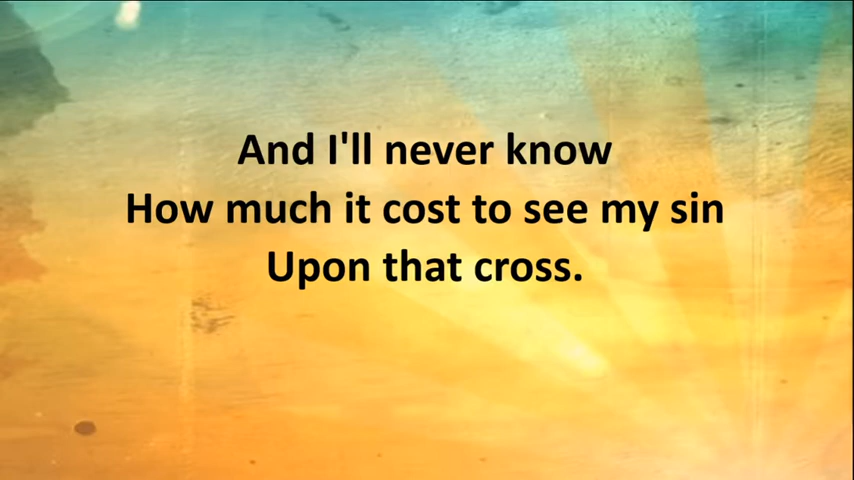 And I'll never know
How much it cost to see my sin
Upon that cross.